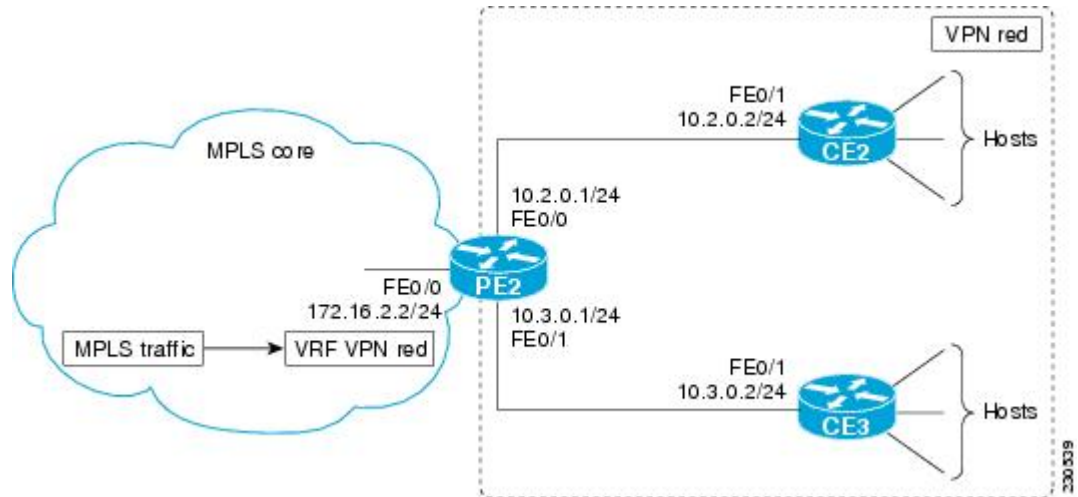 VPN red
FE0/1
10.2.0.2/24
CE2
Hosts
MPLS core
10.2.0.1/24
FE0/0
PE2
FE0/0
172.16.2.2/24
10.3.0.1/24
FE0/1
MPLS traffic
VRF VPN red
FE0/1
10.3.0.2/24
CE3
Hosts
230539